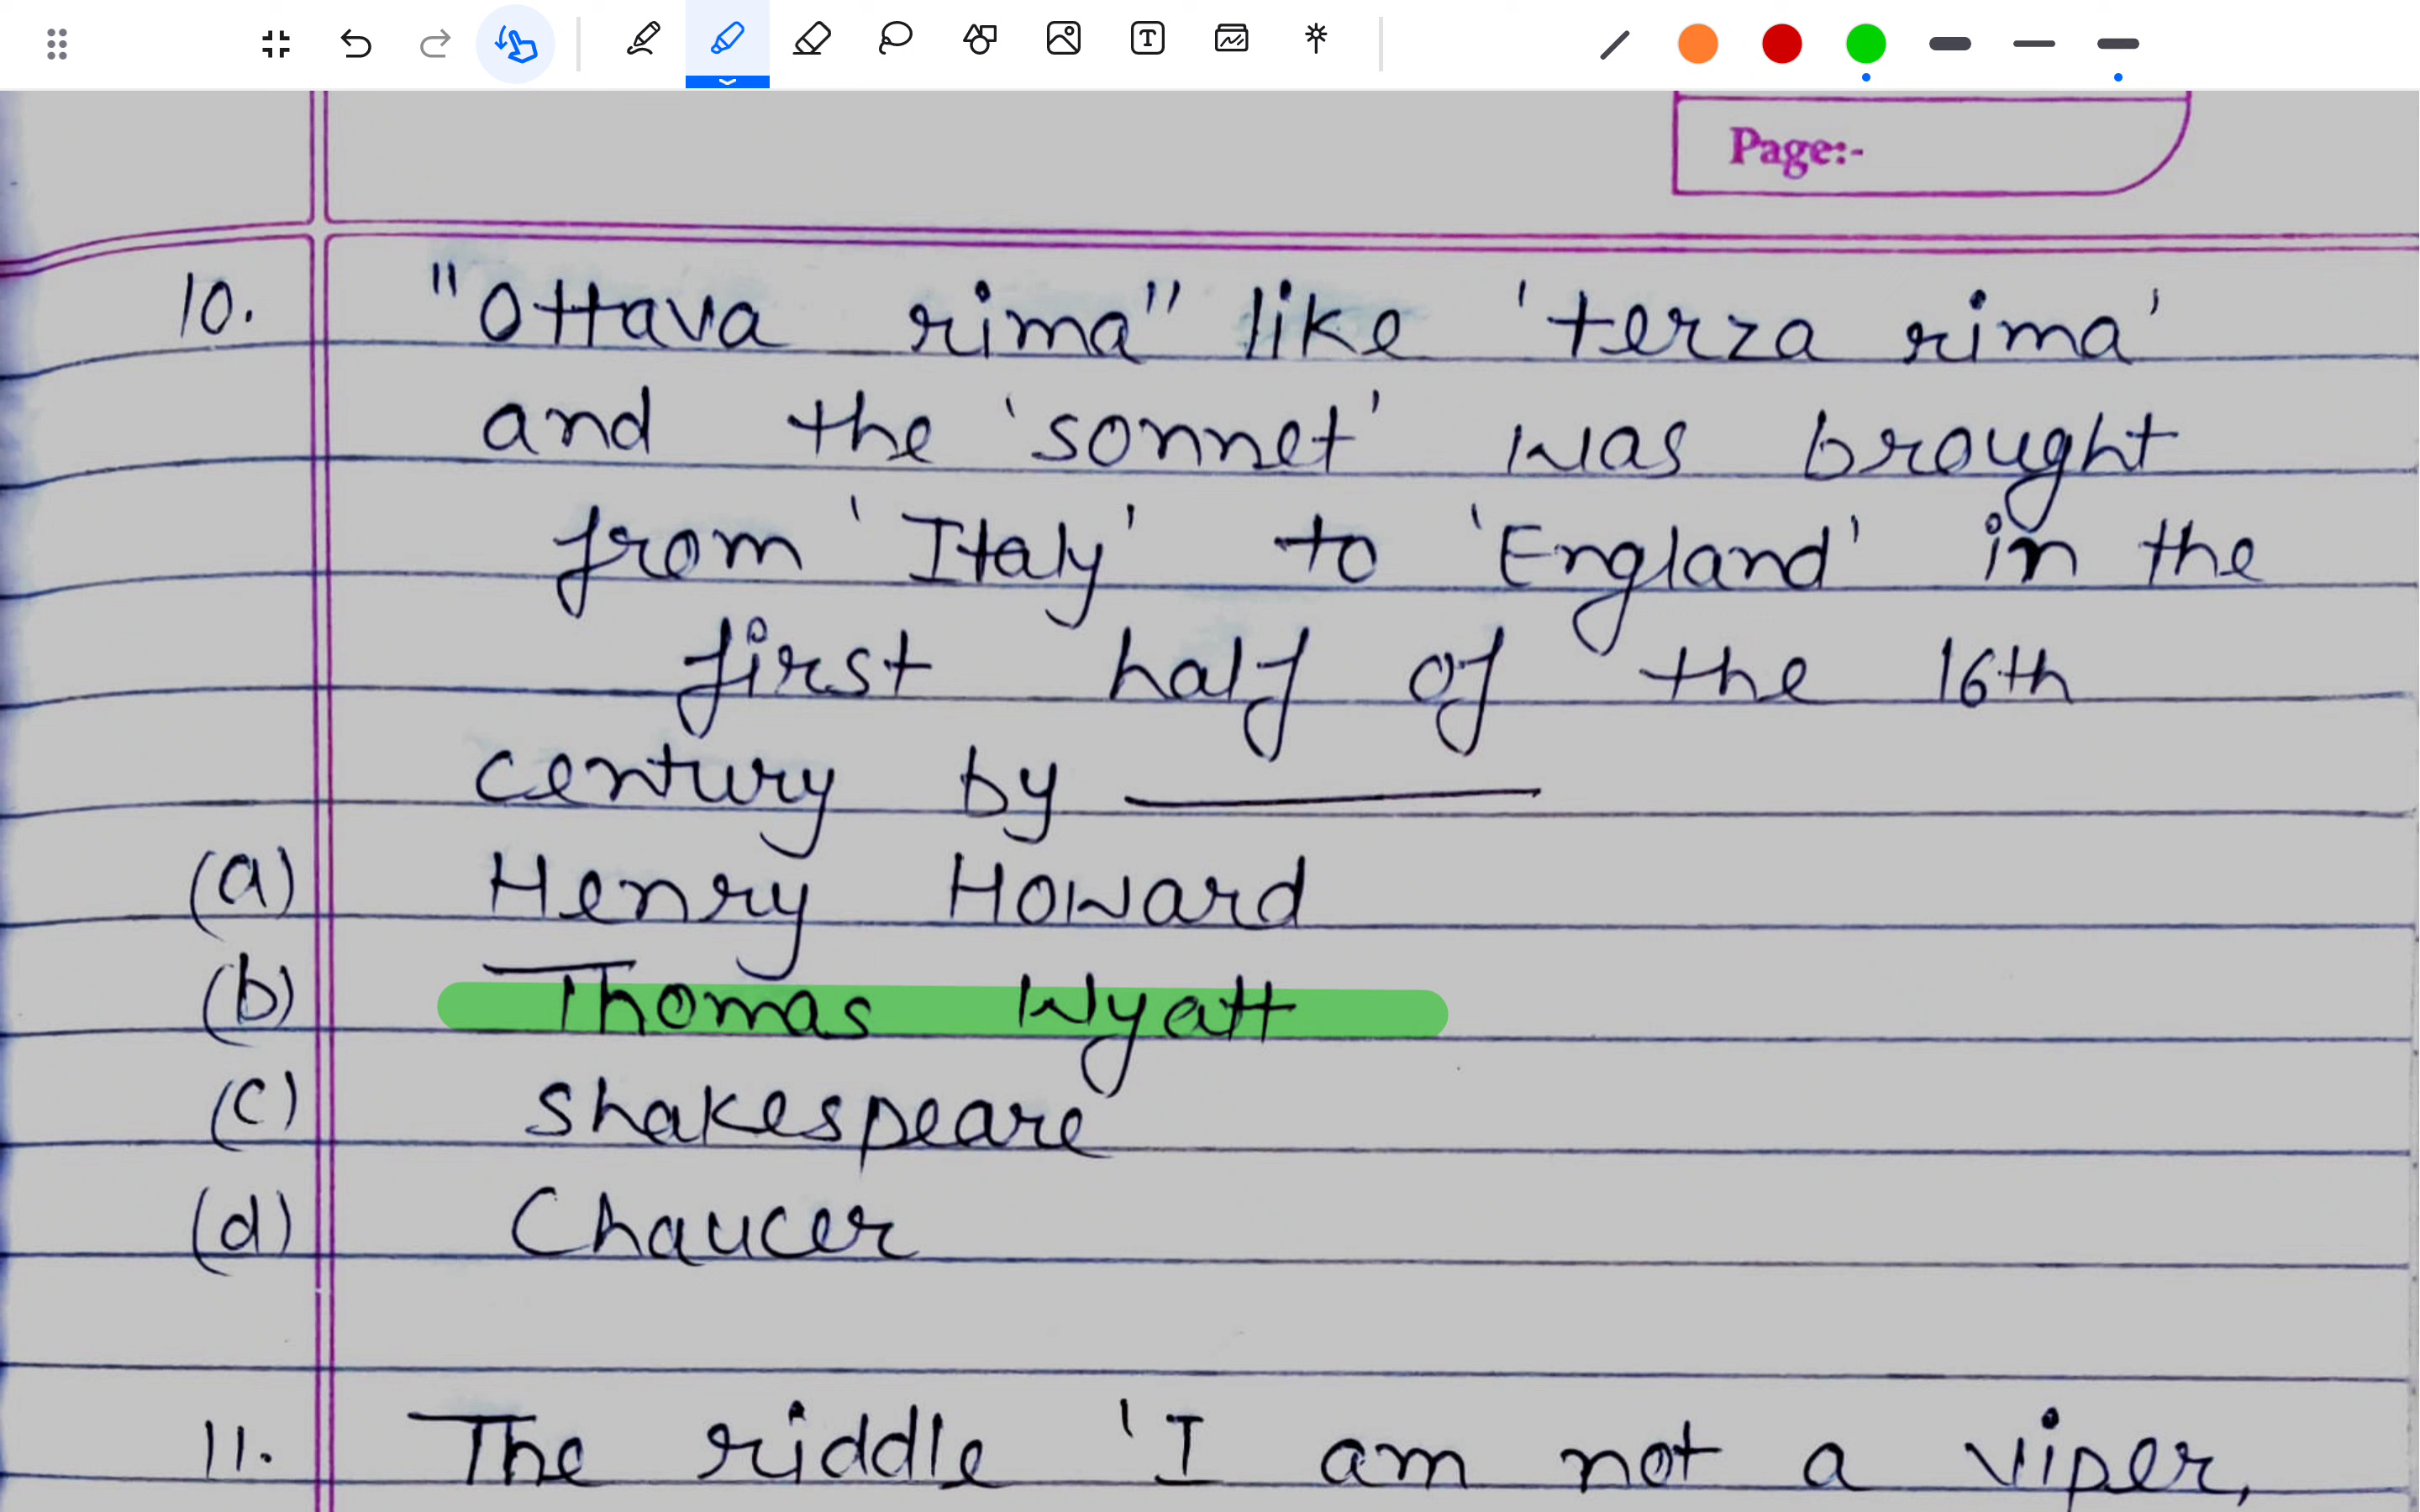 Page:-
10. "Ottava rima" like 'terza rima'
and the 'sonnet' was brought
from 'Italy' to 'England' in the
first half of the 16th
century by
(a) Henry Howard
(b) Thomas Wyatt
(c) Shakespeare
(d) Chaucer
11. The riddle 'I am not a viper,